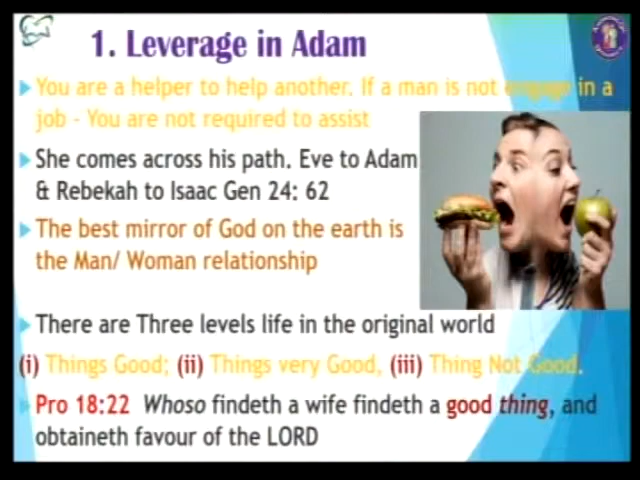 1. Leverage in Adam
You are a helper to help another. If a man is not engage in a
job - You are not required to assist
She comes across his path. Eve to Adam
& Rebekah to Isaac Gen 24: 62
The best mirror of God on the earth is
the Man/ Woman relationship
There are Three levels life in the original world
(i) Things Good; (ii) Things very Good, (iii) Thing Not Good.
Pro 18:22 Whoso findeth a wife findeth a good thing, and
obtaineth favour of the LORD